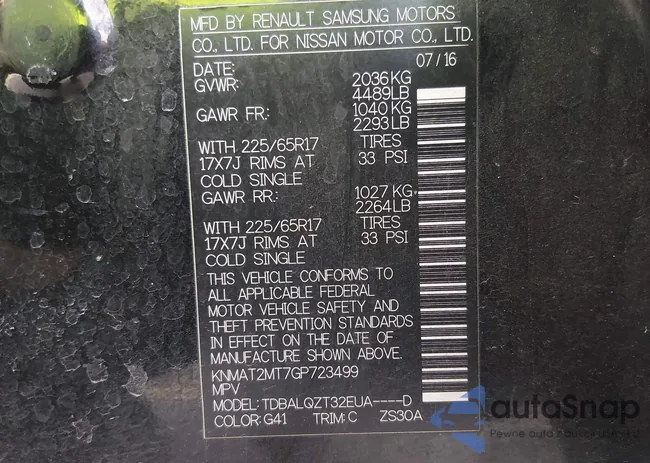 MFD BY RENAULT SAMSUNG MOTORS
CO., LTD. FOR NISSAN MOTOR CO., LTD.
DATE: 07/16
GVWR: 2036KG
4489LB
GAWR FR: 1040KG
2293LB
WITH 225/65R17 TIRES
17X7J RIMS AT 33 PSI
COLD SINGLE
GAWR RR: 1027 KG
2264LB
WITH 225/65R17 TIRES
17X7J RIMS AT 33 PSI
COLD SINGLE
THIS VEHICLE CONFORMS TO
ALL APPLICABLE FEDERAL
MOTOR VEHICLE SAFETY AND
THEFT PREVENTION STANDARDS
IN EFFECT ON THE DATE OF
MANUFACTURE SHOWN ABOVE.
KNMAT2MT7GP723499
MPV
MODEL: TDBALQZT32EUA----D
COLOR: G41 TRIM: C ZS30A
autoSnap
Pewne auto z aukcji